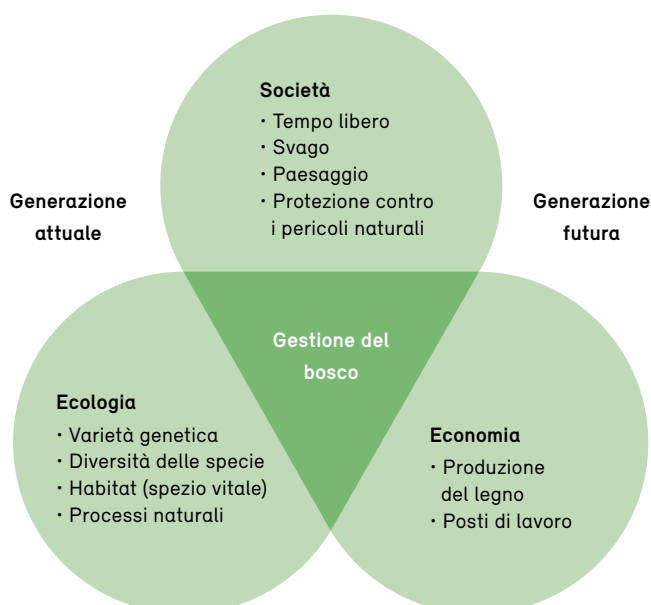 Società
· Tempo libero
· Svago
· Paesaggio
· Protezione contro
i pericoli naturali
Generazione
attuale
Generazione
futura
Gestione del
bosco
Ecologia
· Varietà genetica
· Diversità delle specie
· Habitat (spezio vitale)
· Processi naturali
Economia
· Produzione
del legno
· Posti di lavoro